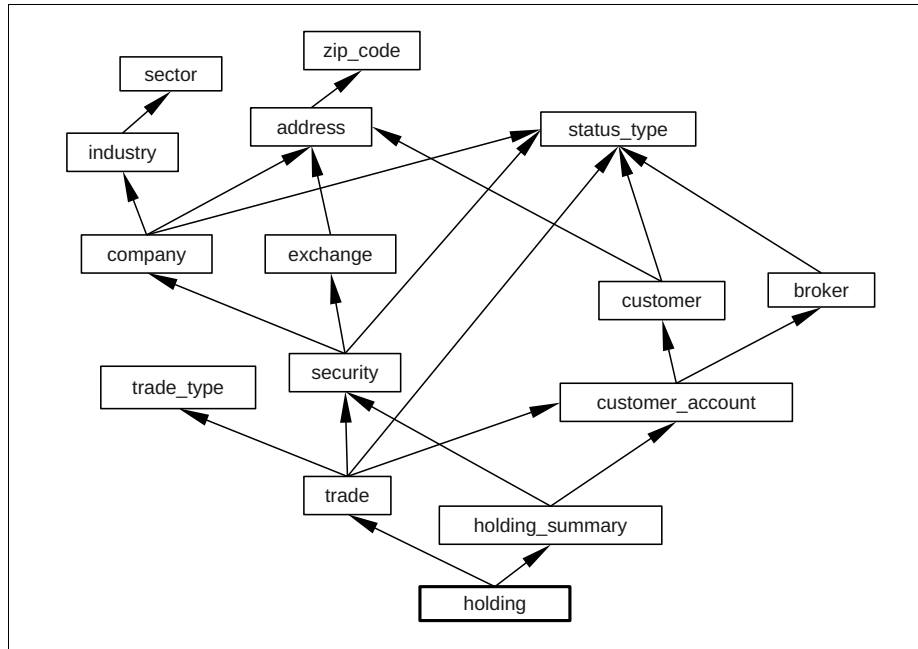 zip_code
sector
address
status_type
industry
company
exchange
customer
broker
security
trade_type
customer_account
trade
holding_summary
holding